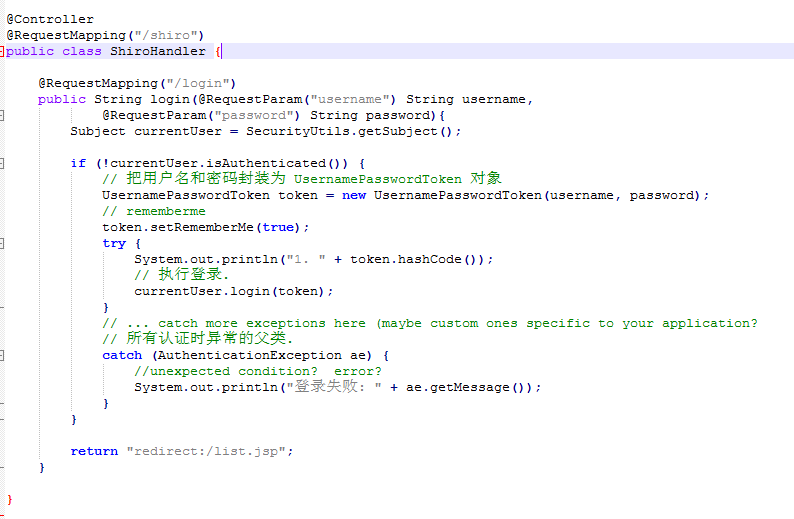 @Controller
@RequestMapping("/shiro")
public class ShiroHandler {
@RequestMapping("/login")
public String login(@RequestParam("username") String username,
@RequestParam("password") String password){
Subject currentUser = SecurityUtils.getSubject();
if (!currentUser.isAuthenticated()) {
// 把用户名和密码封装为 UsernamePasswordToken 对象
UsernamePasswordToken token = new UsernamePasswordToken(username, password);
// rememberme
token.setRememberMe(true);
try {
System.out.println("1. " + token.hashCode());
// 执行登录.
currentUser.login(token);
}
// ... catch more exceptions here (maybe custom ones specific to your application?
// 所有认证时异常的父类.
catch (AuthenticationException ae) {
//unexpected condition?  error?
System.out.println("登录失败: " + ae.getMessage());
}
}
return "redirect:/list.jsp";
}
}